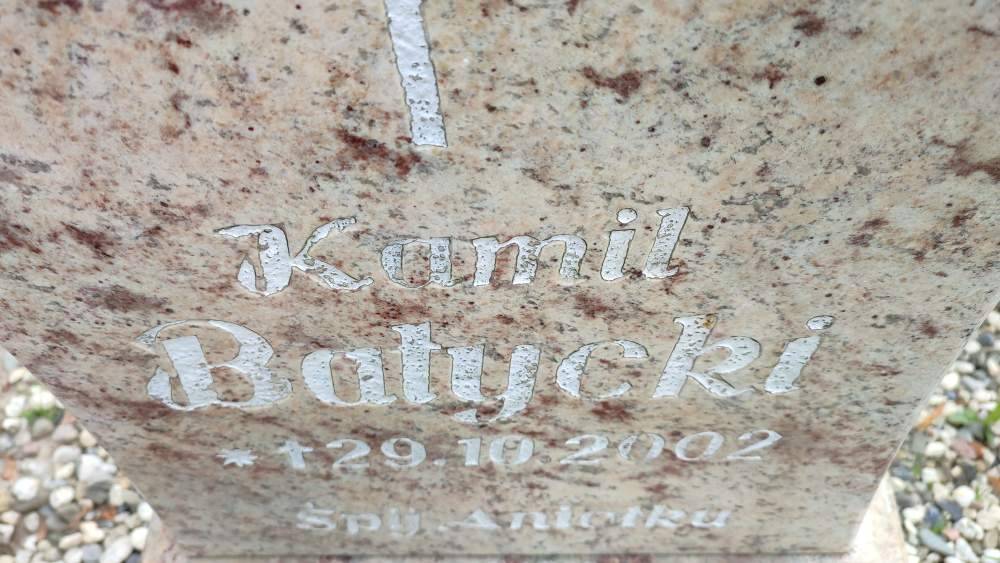 Kamil
Batycki
* † 29.10 2002
Śpij Aniołku